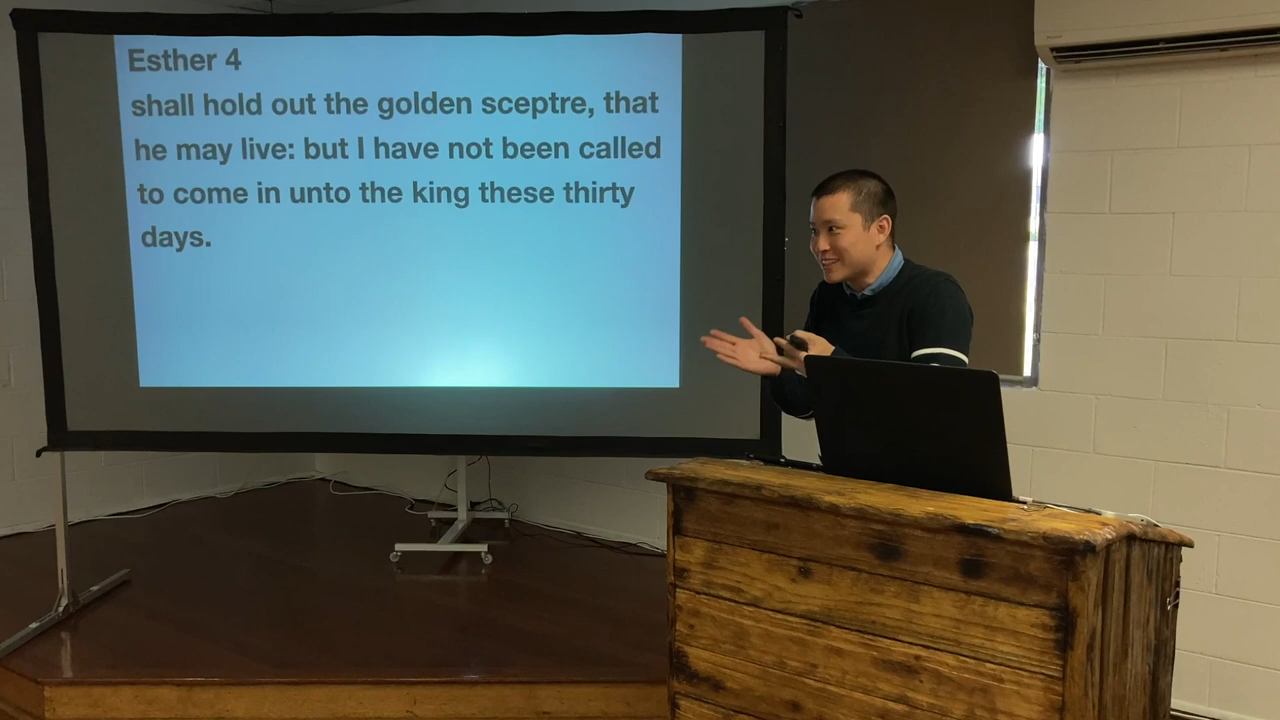 Esther 4
shall hold out the golden sceptre, that
he may live: but I have not been called
to come in unto the king these thirty
days.